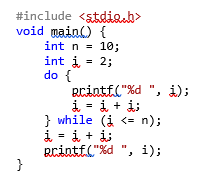 #include <stdio.h>
void main() {
    int n = 10;
    int i = 2;
    do {
        printf("%d ", i);
        i = i + i;
    } while (i <= n);
    i = i + i;
    printf("%d ", i);
}